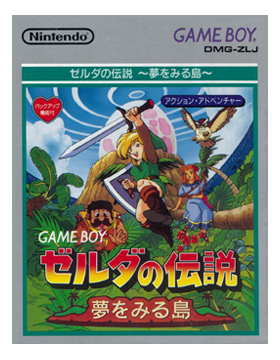 Nintendo
GAME BOY™
DMG-ZLJ
ゼルダの伝説 〜夢をみる島〜
バックアップ
機能付
アクション・アドベンチャー
GAME BOY™
ゼルダの伝説
夢をみる島